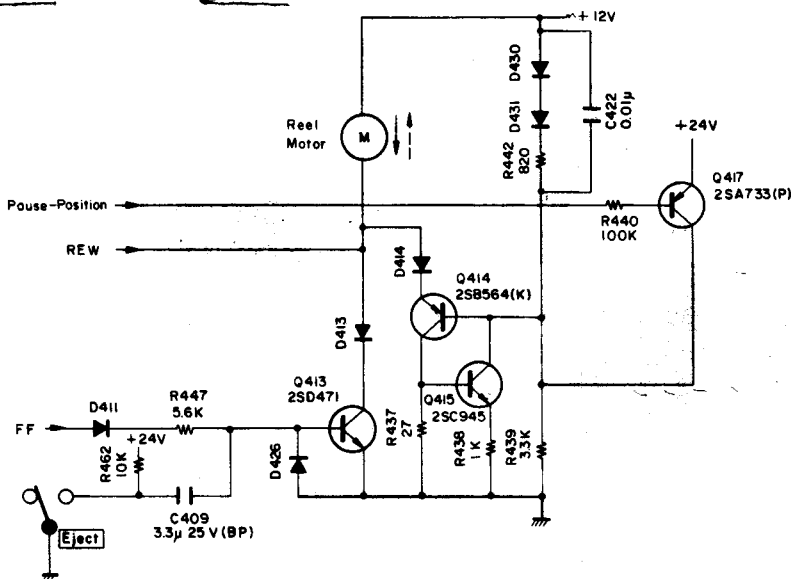 +12V
D430
D431
C422
0.01μ
R442
820
+24V
Reel
Motor
M
Q417
2SA733(P)
Pause-Position
R440
100K
REW
D414
Q414
2SB564(K)
D413
Q413
2SD471
Q415
2SC945
D411
R447
5.6K
FF
+24V
R462
10K
D426
R437
27
R438
1K
R439
3.3K
C409
3.3μ 25V(BP)
Eject